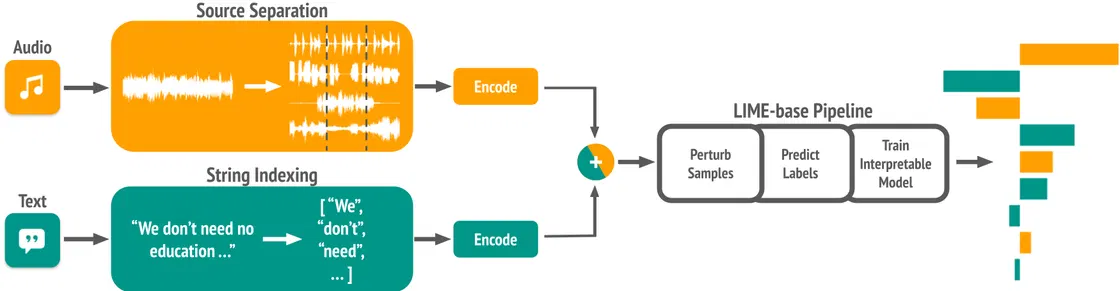 Source Separation
Audio
Encode
LIME-base Pipeline
Perturb
Samples
Predict
Labels
Train
Interpretable
Model
+
String Indexing
Text
“We don’t need no
education ...”
[ “We”,
“don’t”,
“need”,
... ]
Encode